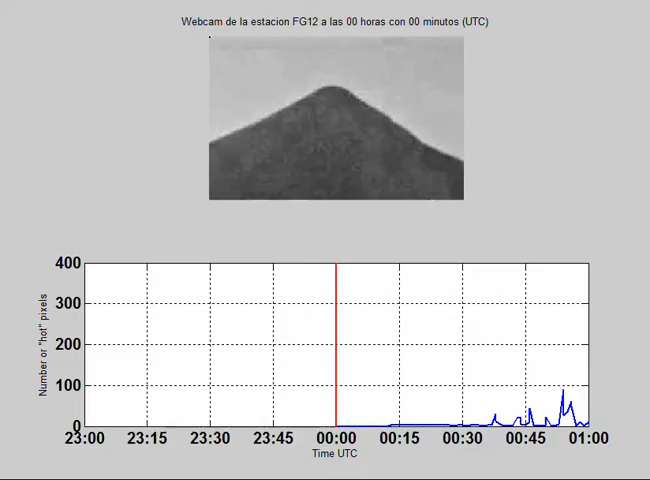 Webcam de la estacion FG12 a las 00 horas con 00 minutos (UTC)
400
300
200
100
0
Number or "hot" pixels
23:00 23:15 23:30 23:45 00:00 00:15 00:30 00:45 01:00
Time UTC